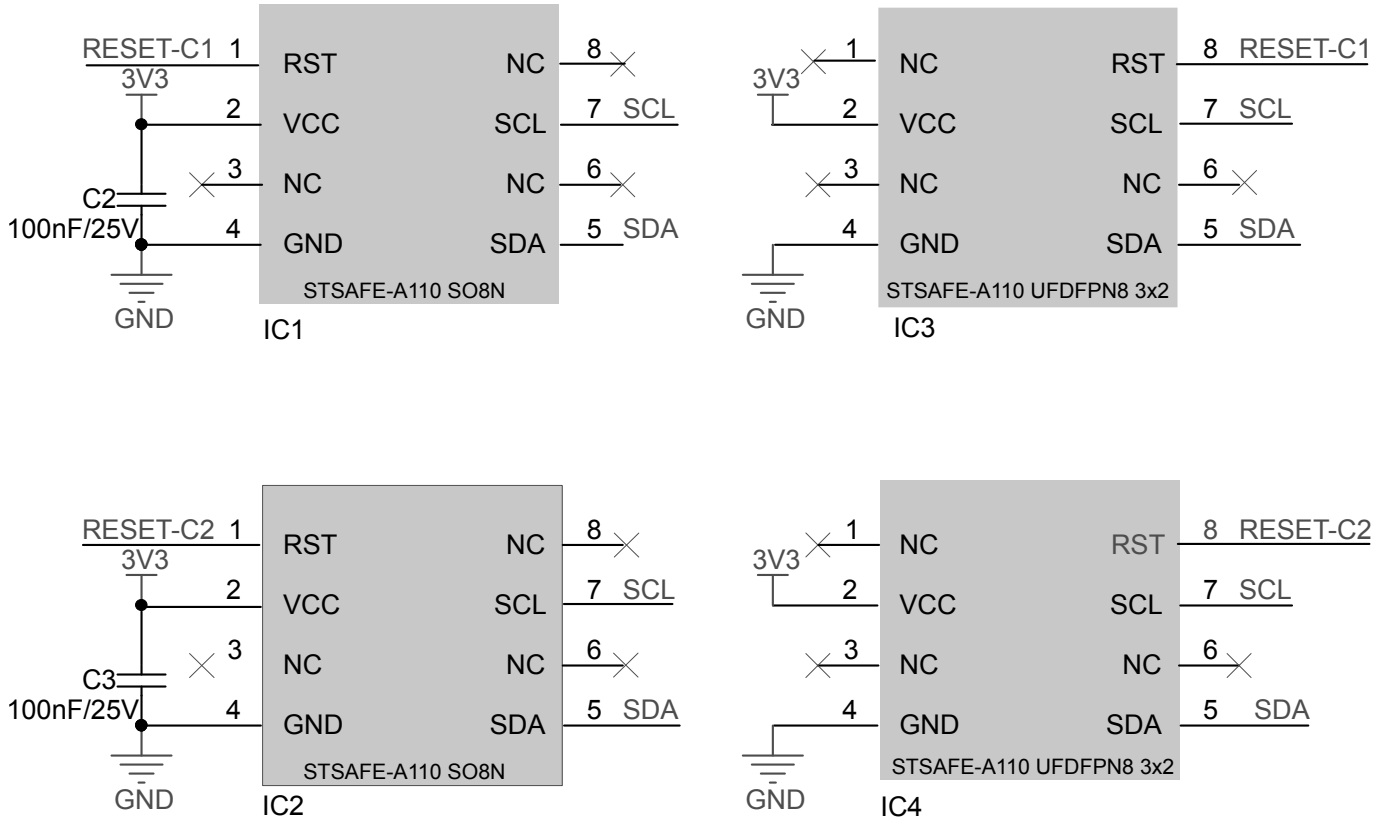 RESET-C1 1 RST NC 8
3V3
2 VCC SCL 7 SCL
3 NC NC 6
C2
100nF/25V 4 GND SDA 5 SDA
STSAFE-A110 SO8N
GND
IC1
1 NC RST 8 RESET-C1
3V3
2 VCC SCL 7 SCL
3 NC NC 6
4 GND SDA 5 SDA
STSAFE-A110 UFDFPN8 3x2
GND
IC3
RESET-C2 1 RST NC 8
3V3
2 VCC SCL 7 SCL
3 NC NC 6
C3
100nF/25V 4 GND SDA 5 SDA
STSAFE-A110 SO8N
GND
IC2
1 NC RST 8 RESET-C2
3V3
2 VCC SCL 7 SCL
3 NC NC 6
4 GND SDA 5 SDA
STSAFE-A110 UFDFPN8 3x2
GND
IC4